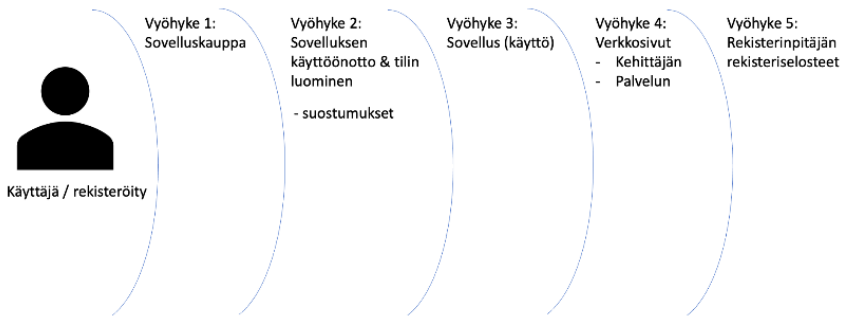 Vyöhyke 1:
Sovelluskauppa
Vyöhyke 2:
Sovelluksen
käyttöönotto & tilin
luominen
- suostumukset
Vyöhyke 3:
Sovellus (käyttö)
Vyöhyke 4:
Verkkosivut
- Kehittäjän
- Palvelun
Vyöhyke 5:
Rekisterinpitäjän
rekisteriselosteet
Käyttäjä / rekisteröity